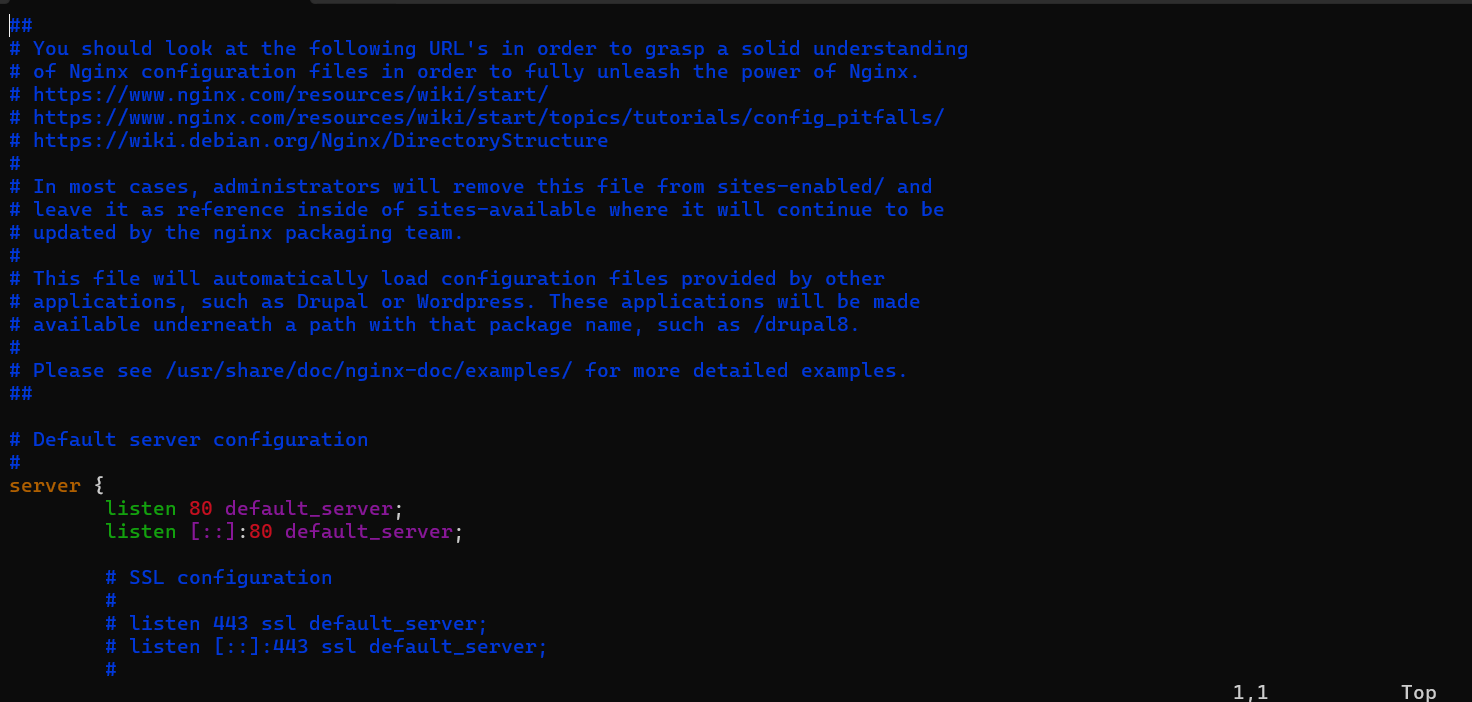 ##
# You should look at the following URL's in order to grasp a solid understanding
# of Nginx configuration files in order to fully unleash the power of Nginx.
# https://www.nginx.com/resources/wiki/start/
# https://www.nginx.com/resources/wiki/start/topics/tutorials/config_pitfalls/
# https://wiki.debian.org/Nginx/DirectoryStructure
#
# In most cases, administrators will remove this file from sites-enabled/ and
# leave it as reference inside of sites-available where it will continue to be
# updated by the nginx packaging team.
#
# This file will automatically load configuration files provided by other
# applications, such as Drupal or Wordpress. These applications will be made
# available underneath a path with that package name, such as /drupal8.
#
# Please see /usr/share/doc/nginx-doc/examples/ for more detailed examples.
##

# Default server configuration
#
server {
        listen 80 default_server;
        listen [::]:80 default_server;

        # SSL configuration
        #
        # listen 443 ssl default_server;
        # listen [::]:443 ssl default_server;
        #
1,1 Top